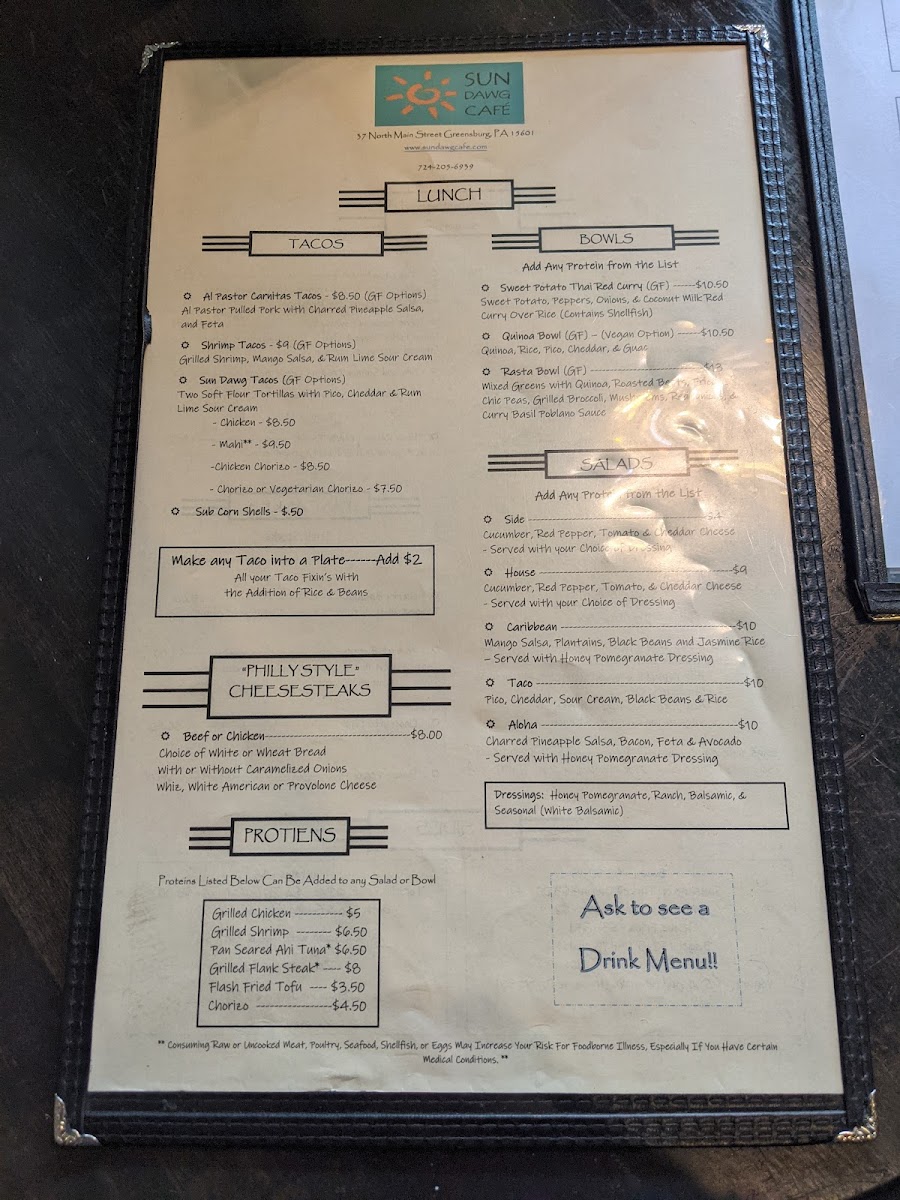 SUN
DAWG
CAFÉ
37 North Main Street Greensburg, PA 15601
www.sundawgcafe.com
724-205-6939
LUNCH
TACOS
Al Pastor Carnitas Tacos - $8.50 (GF Options)
Al Pastor Pulled Pork with Charred Pineapple Salsa,
and Feta
Shrimp Tacos - $9 (GF Options)
Grilled Shrimp, Mango Salsa, & Rum Lime Sour Cream
Sun Dawg Tacos (GF Options)
Two Soft Flour Tortillas with Pico, Cheddar & Rum
Lime Sour Cream
- Chicken - $8.50
- Mahi** - $9.50
-Chicken Chorizo - $8.50
- Chorizo or Vegetarian Chorizo - $7.50
Sub Corn Shells - $.50
Make any Taco into a Plate------Add $2
All your Taco Fixin's with
the Addition of Rice & Beans
"PHILLY STYLE"
CHEESESTEAKS
Beef or Chicken------------------------------$8.00
Choice of White or Wheat Bread
With or Without Caramelized Onions
Whiz, White American or Provolone Cheese
PROTIENS
Proteins Listed Below Can Be Added to any Salad or Bowl
Grilled Chicken ------------ $5
Grilled Shrimp -------- $6.50
Pan Seared Ahi Tuna* $6.50
Grilled Flank Steak* ---- $8
Flash Fried Tofu ---- $3.50
Chorizo ------------------$4.50
BOWLS
Add Any Protein from the List
Sweet Potato Thai Red Curry (GF) ------$10.50
Sweet Potato, Peppers, Onions, & Coconut Milk Red
Curry Over Rice (Contains Shellfish)
Quinoa Bowl (GF) – (Vegan Option) ------$10.50
Quinoa, Rice, Pico, Cheddar, & Guac
Rasta Bowl (GF) ------------------------------$13
Mixed Greens with Quinoa, Roasted
Chic Peas, Grilled Broccoli, &
Curry Basil Poblano Sauce
SALADS
Add Any Protein from the List
Side ------------------------------------------$4
Cucumber, Red Pepper, Tomato & Cheddar Cheese
- Served with your Choice of Dressing
House ------------------------------------------$9
Cucumber, Red Pepper, Tomato, & Cheddar Cheese
- Served with your Choice of Dressing
Caribbean ------------------------------------$10
Mango Salsa, Plantains, Black Beans and Jasmine Rice
– Served with Honey Pomegranate Dressing
Taco --------------------------------------------$10
Pico, Cheddar, Sour Cream, Black Beans & Rice
Aloha ------------------------------------------$10
Charred Pineapple Salsa, Bacon, Feta & Avocado
- Served with Honey Pomegranate Dressing
Dressings: Honey Pomegranate, Ranch, Balsamic, &
Seasonal (White Balsamic)
Ask to see a
Drink Menu!!
** Consuming Raw or Uncooked Meat, Poultry, Seafood, Shellfish, or Eggs May Increase Your Risk For Foodborne Illness, Especially If You Have Certain
Medical Conditions. **